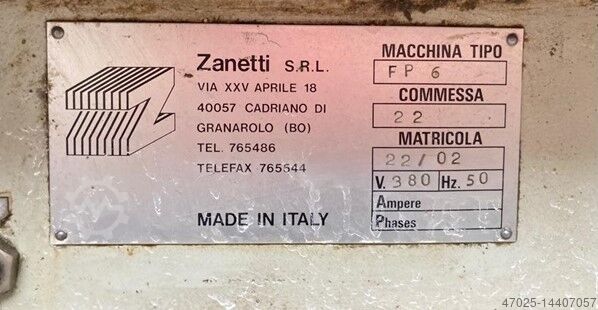 Zanetti S.R.L.
VIA XXV APRILE 18
40057 CADRIANO DI
GRANAROLO (BO)
TEL. 765486
TELEFAX 765544
MADE IN ITALY
MACCHINA TIPO
FP 6
COMMESSA
22
MATRICOLA
22/02
V. 380 Hz. 50
Ampere
Phases
47025-14407057